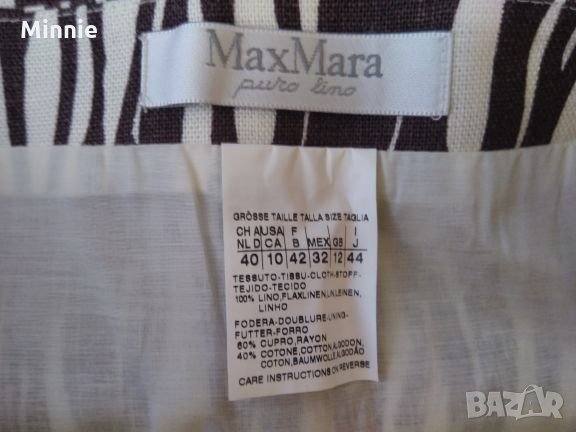 Minnie
MaxMara
puro lino
GRÖSSE TAILLE TALLA SIZE TAGLIA
CH A USA F I
NL D CA B MEX GB J
40 10 42 32 12 44
TESSUTO-TISSU-CLOTH-STOFF-
TEJIDO-TECIDO
100% LINO,FLAXLINEN,LIN,LEINEN,
LINHO
FODERA-DOUBLURE-LINING-
FUTTER-FORRO
60% CUPRO,RAYON
40% COTONE,COTTON,ALGODON,
COTON,BAUMWOLLE,ALGODÃO
CARE INSTRUCTIONS ON REVERSE
BAZAR